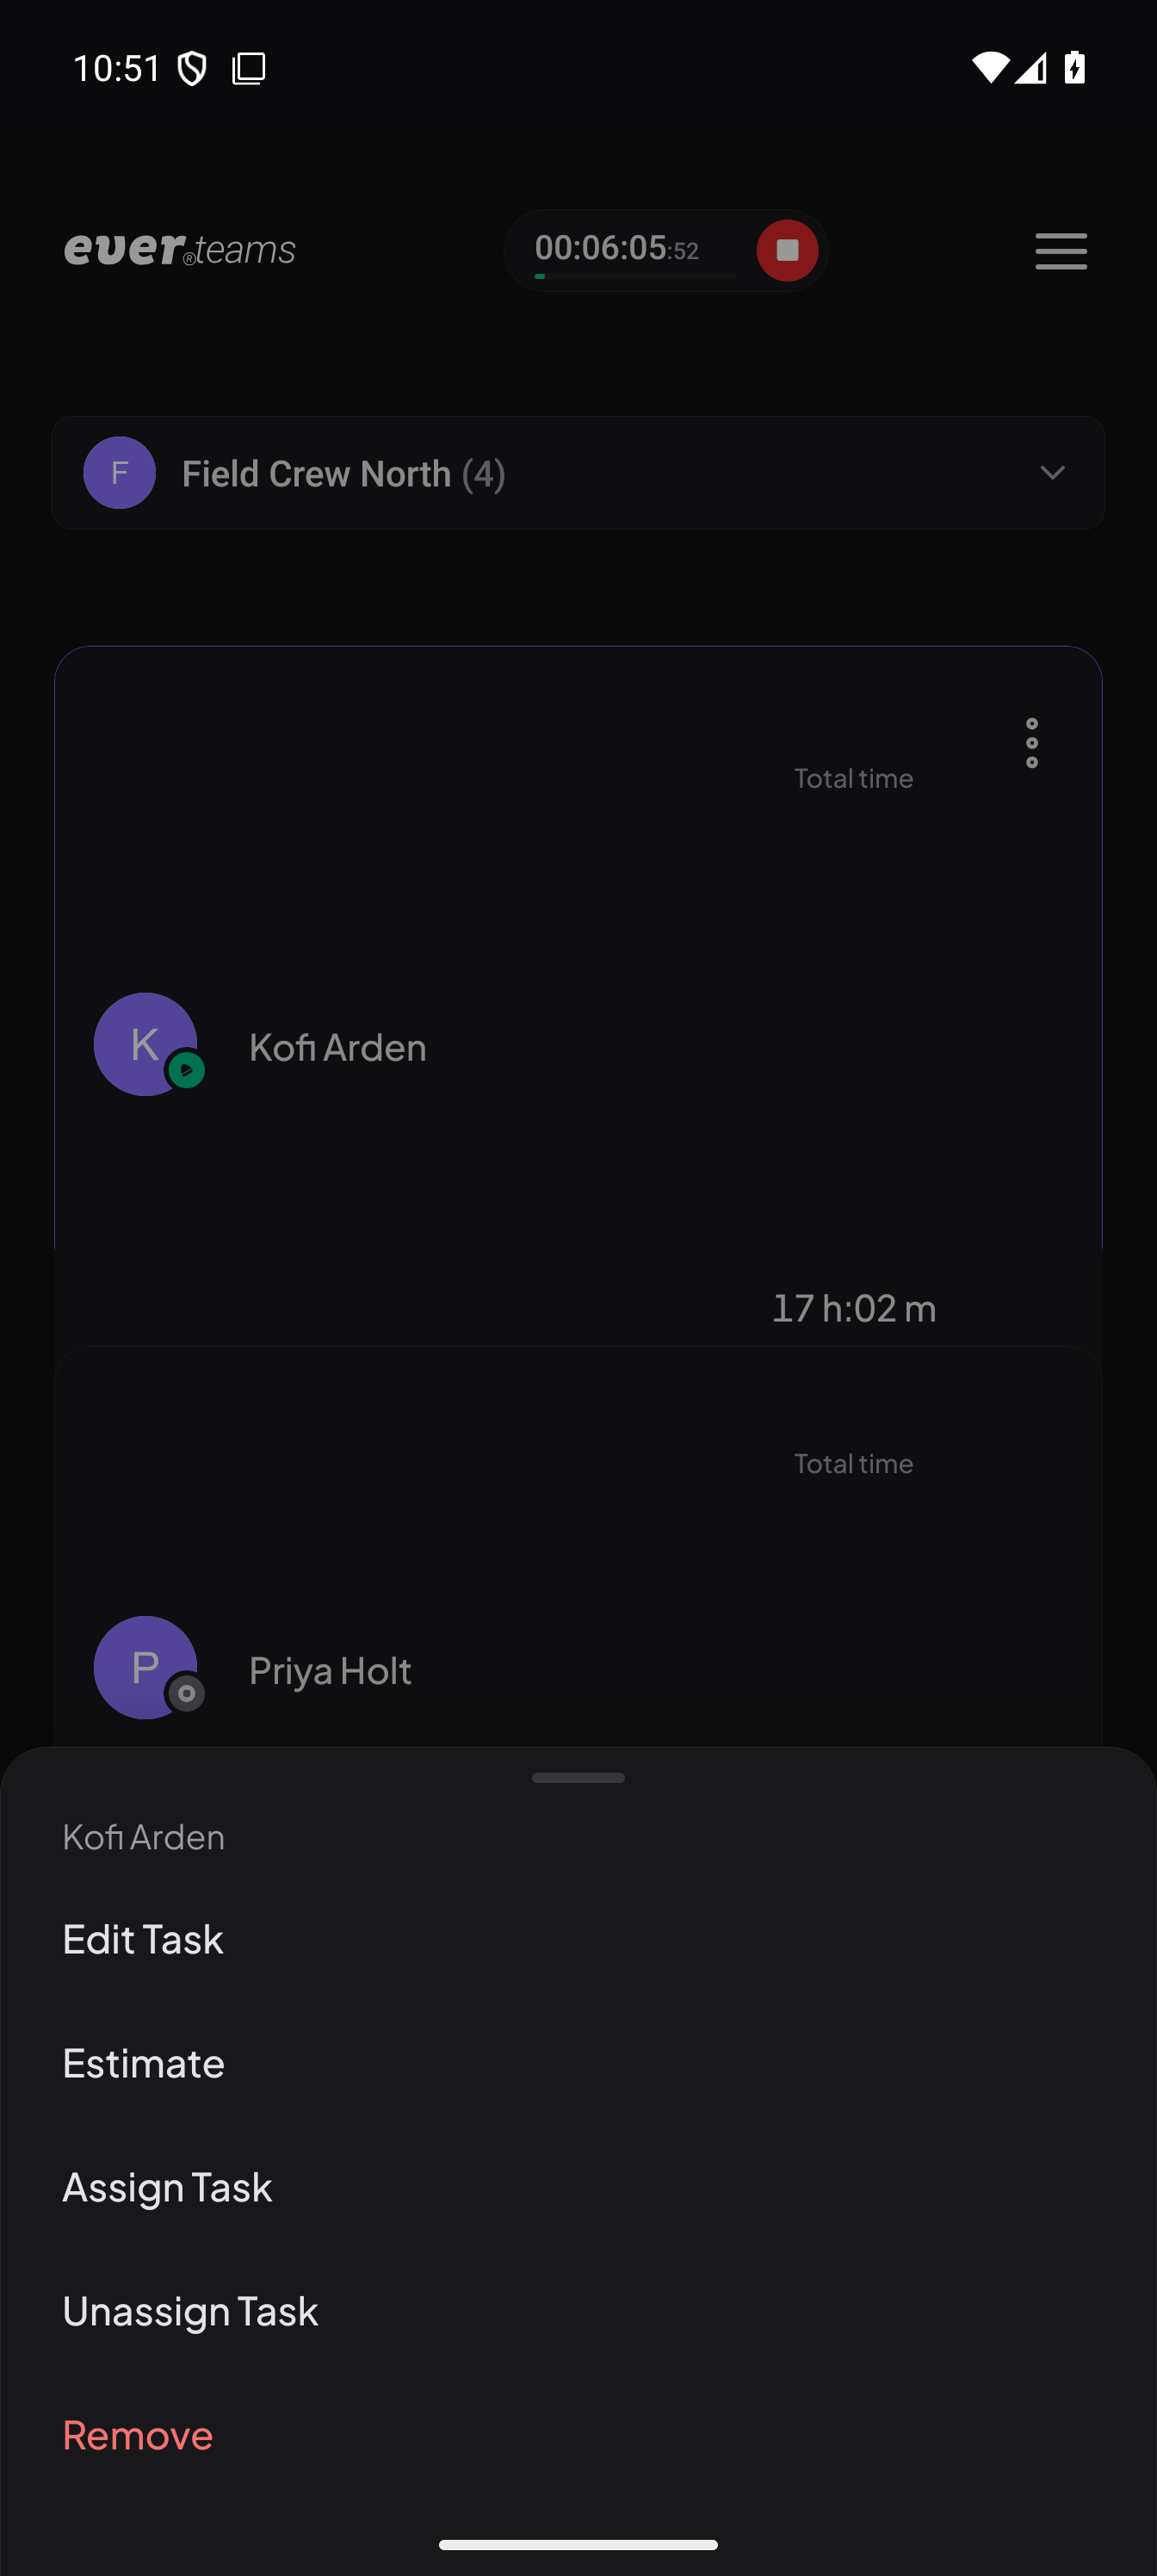 10:51
ever® teams
00:06:05:52
F
Field Crew North (4)
Total time
K
Kofi Arden
17 h:02 m
Total time
P
Priya Holt
Kofi Arden
Edit Task
Estimate
Assign Task
Unassign Task
Remove